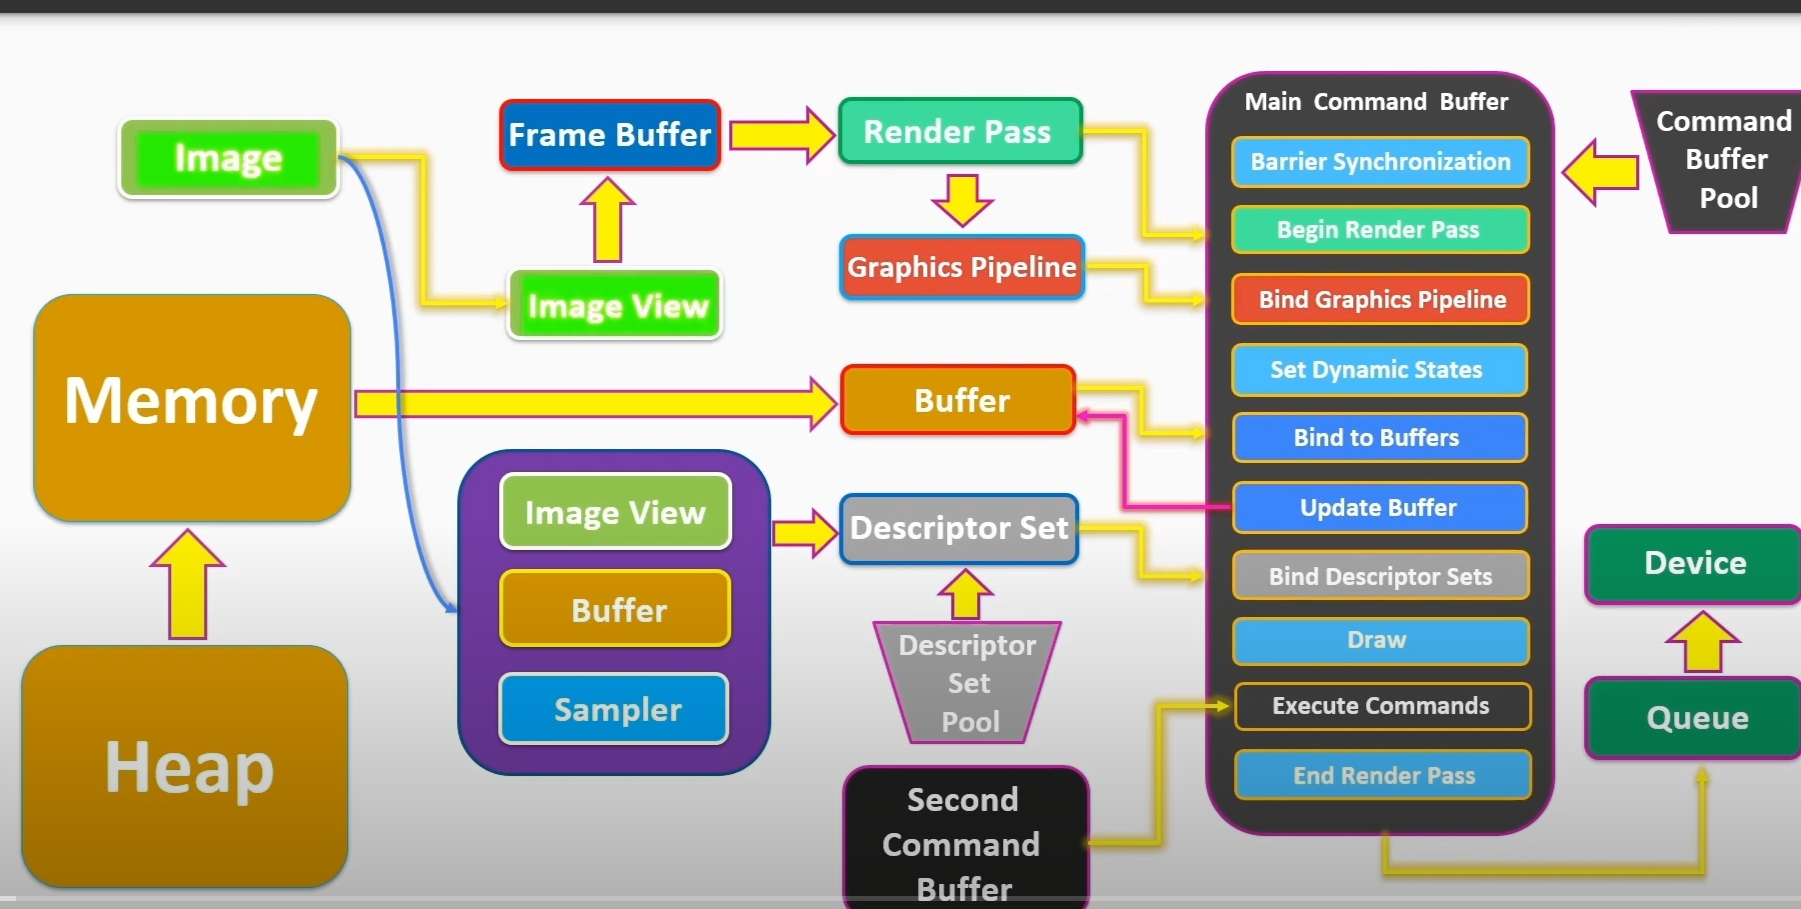 Image
Frame Buffer
Image View
Render Pass
Graphics Pipeline
Memory
Buffer
Heap
Image View
Buffer
Sampler
Descriptor Set
Descriptor
Set
Pool
Second
Command
Buffer
Main Command Buffer
Barrier Synchronization
Begin Render Pass
Bind Graphics Pipeline
Set Dynamic States
Bind to Buffers
Update Buffer
Bind Descriptor Sets
Draw
Execute Commands
End Render Pass
Command
Buffer
Pool
Device
Queue